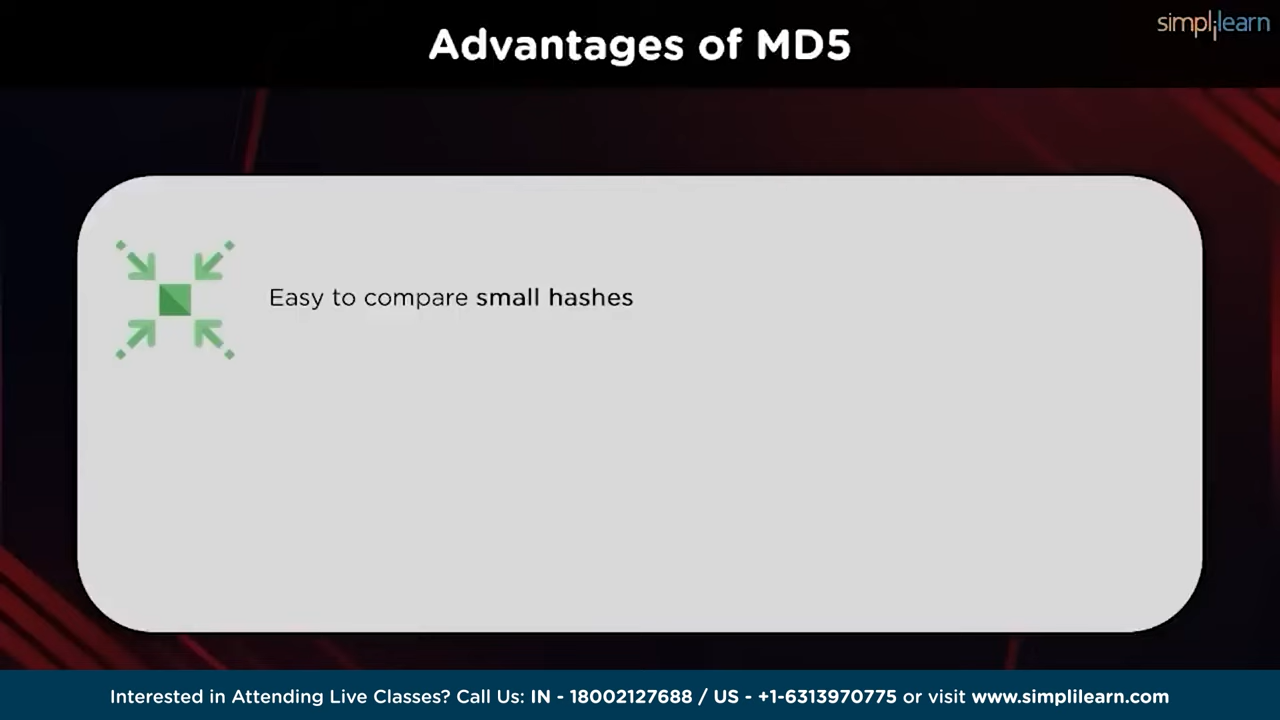 Advantages of MD5
simplilearn
Easy to compare small hashes
Interested in Attending Live Classes? Call Us: IN - 18002127688 / US - +1-6313970775 or visit www.simplilearn.com